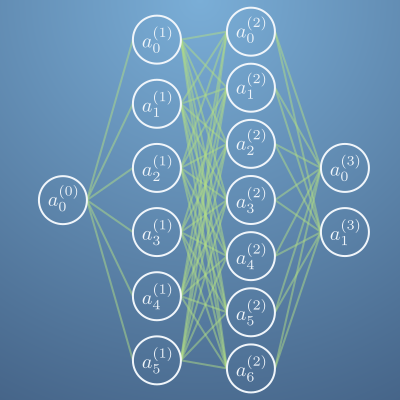 a_0^{(0)}
a_0^{(1)}
a_1^{(1)}
a_2^{(1)}
a_3^{(1)}
a_4^{(1)}
a_5^{(1)}
a_0^{(2)}
a_1^{(2)}
a_2^{(2)}
a_3^{(2)}
a_4^{(2)}
a_5^{(2)}
a_6^{(2)}
a_0^{(3)}
a_1^{(3)}